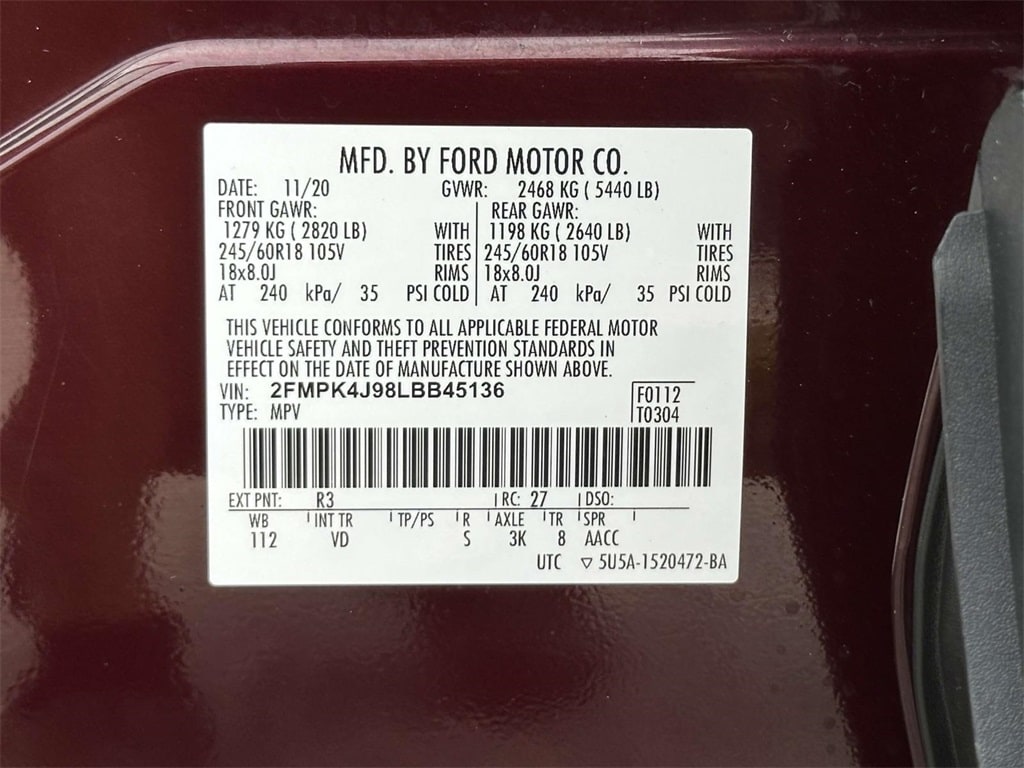 MFD. BY FORD MOTOR CO.
DATE: 11/20 GVWR: 2468 KG ( 5440 LB)
FRONT GAWR: REAR GAWR:
1279 KG ( 2820 LB) WITH 1198 KG ( 2640 LB) WITH
245/60R18 105V TIRES 245/60R18 105V TIRES
18x8.0J RIMS 18x8.0J RIMS
AT 240 kPa/ 35 PSI COLD AT 240 kPa/ 35 PSI COLD
THIS VEHICLE CONFORMS TO ALL APPLICABLE FEDERAL MOTOR
VEHICLE SAFETY AND THEFT PREVENTION STANDARDS IN
EFFECT ON THE DATE OF MANUFACTURE SHOWN ABOVE.
VIN: 2FMPK4J98LBB45136 F0112
TYPE: MPV T0304
EXT PNT: R3 RC: 27 DSO:
WB INT TR TP/PS R AXLE TR SPR
112 VD S 3K 8 AACC
UTC ▽ 5U5A-1520472-BA